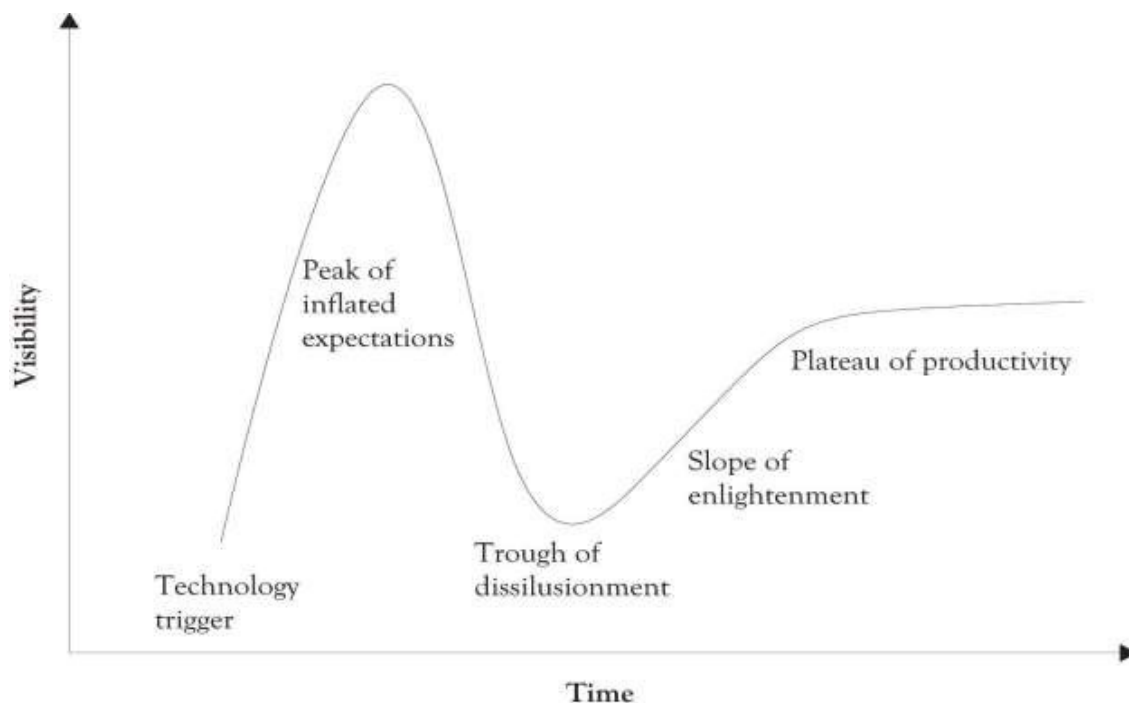 Visibility
Peak of
inflated
expectations
Plateau of productivity
Slope of
enlightenment
Trough of
dissilusionment
Technology
trigger
Time